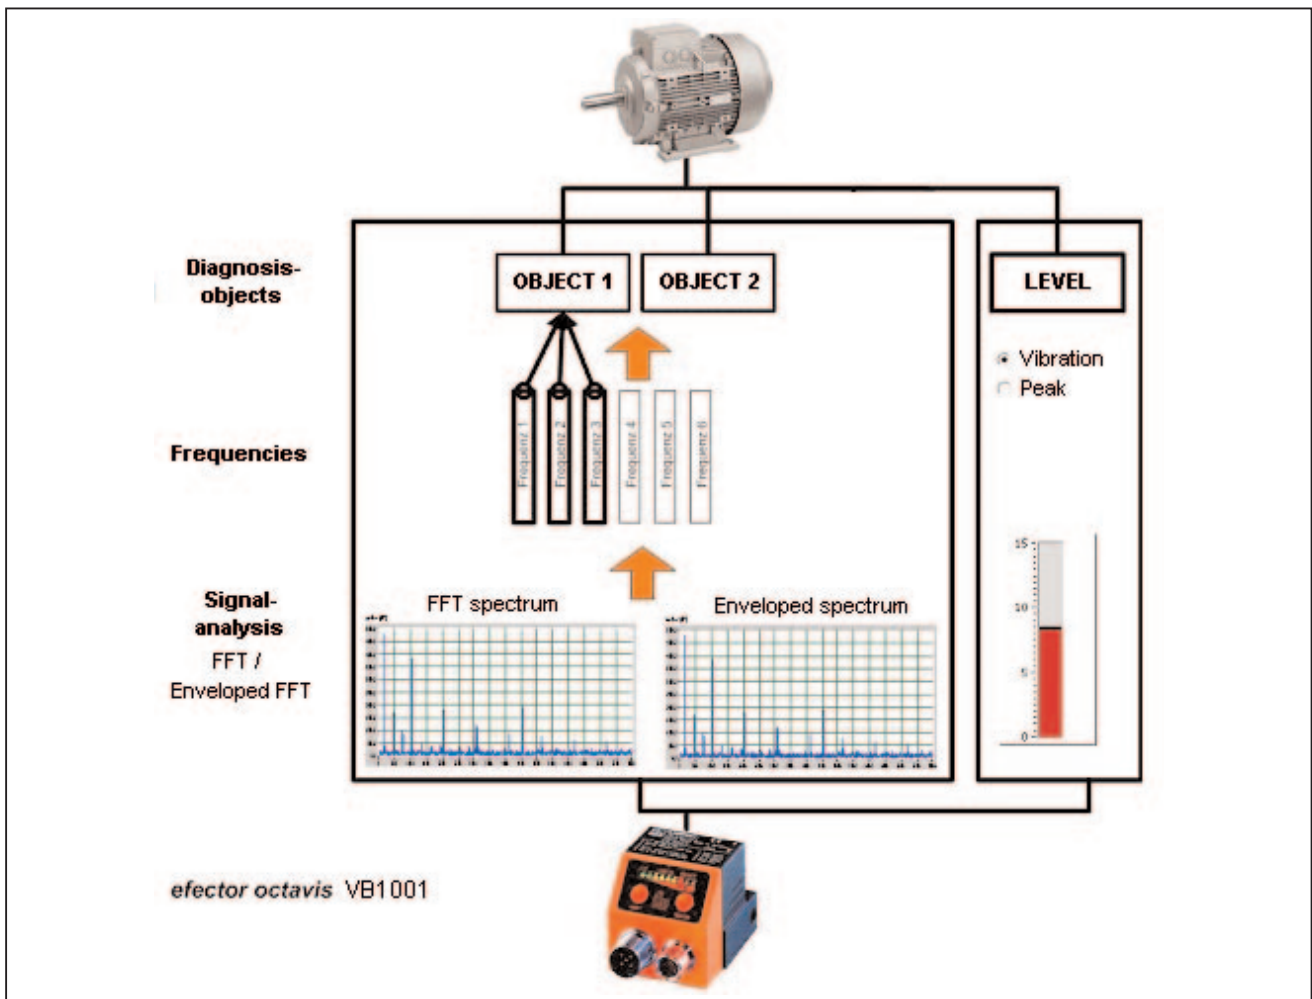 Diagnosis-
objects
OBJECT 1
OBJECT 2
LEVEL
Vibration
Peak
Frequencies
Frequenz 1
Frequenz 2
Frequenz 3
Frequenz 4
Frequenz 5
Frequenz 6
Signal-
analysis
FFT /
Enveloped FFT
FFT spectrum
Enveloped spectrum
15
10
5
0
efector octavis VB1001